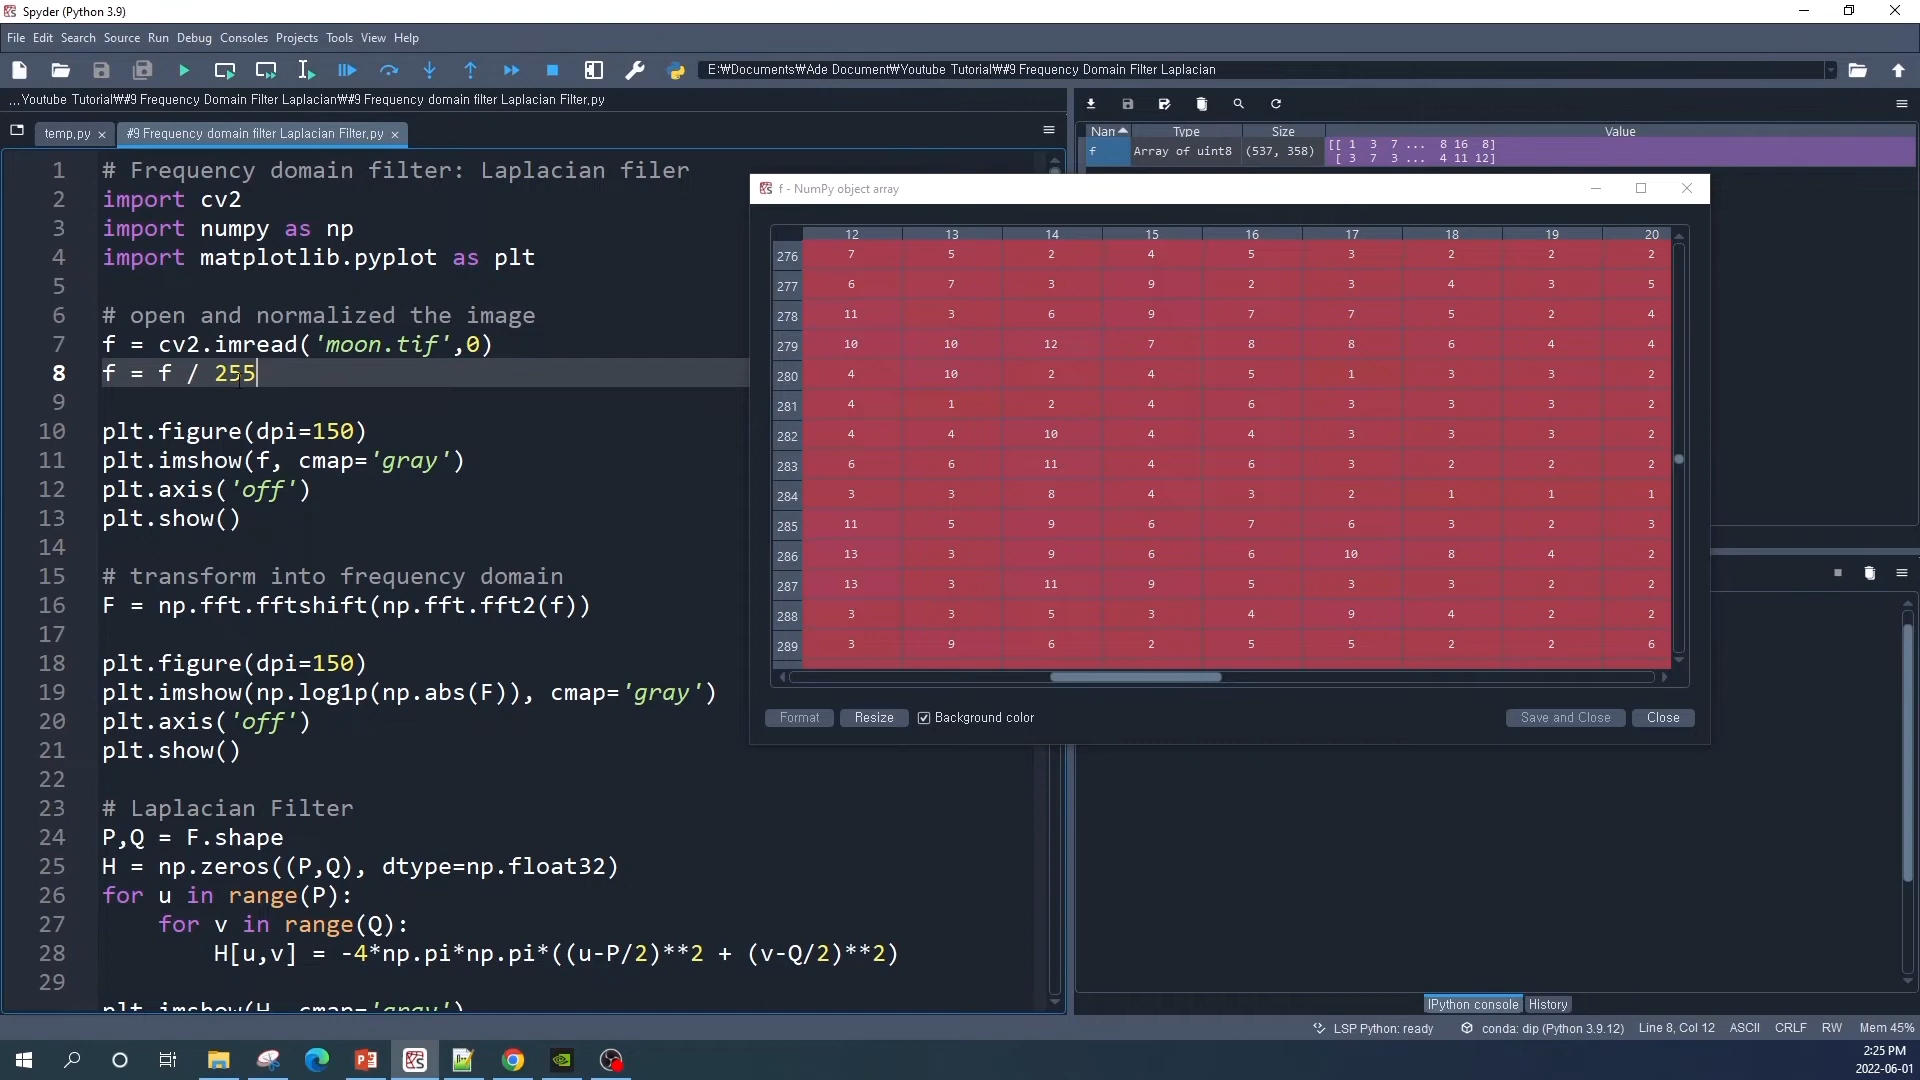 Spyder (Python 3.9)
File Edit Search Source Run Debug Consoles Projects Tools View Help
E:₩Documents₩Ade Document₩Youtube Tutorial₩#9 Frequency Domain Filter Laplacian
...Youtube Tutorial₩#9 Frequency Domain Filter Laplacian₩#9 Frequency domain filter Laplacian Filter.py
temp.py #9 Frequency domain filter Laplacian Filter.py
1 # Frequency domain filter: Laplacian filer
2 import cv2
3 import numpy as np
4 import matplotlib.pyplot as plt
5
6 # open and normalized the image
7 f = cv2.imread('moon.tif',0)
8 f = f / 255
9
10 plt.figure(dpi=150)
11 plt.imshow(f, cmap='gray')
12 plt.axis('off')
13 plt.show()
14
15 # transform into frequency domain
16 F = np.fft.fftshift(np.fft.fft2(f))
17
18 plt.figure(dpi=150)
19 plt.imshow(np.log1p(np.abs(F)), cmap='gray')
20 plt.axis('off')
21 plt.show()
22
23 # Laplacian Filter
24 P,Q = F.shape
25 H = np.zeros((P,Q), dtype=np.float32)
26 for u in range(P):
27 for v in range(Q):
28 H[u,v] = -4*np.pi*np.pi*((u-P/2)**2 + (v-Q/2)**2)
29
plt.imshow(H, cmap='gray')
Nan Type Size Value
f Array of uint8 (537, 358) [[ 1 3 7 ... 8 16 8]
[ 3 7 3 ... 4 11 12]
f - NumPy object array
12 13 14 15 16 17 18 19 20
276 7 5 2 4 5 3 2 2 2
277 6 7 3 9 2 3 4 3 5
278 11 3 6 9 7 7 5 2 4
279 10 10 12 7 8 8 6 4 4
280 4 10 2 4 5 1 3 3 2
281 4 1 2 4 6 3 3 3 2
282 4 4 10 4 4 3 3 3 2
283 6 6 11 4 6 3 2 2 2
284 3 3 8 4 3 2 1 1 1
285 11 5 9 6 7 6 3 2 3
286 13 3 9 6 6 10 8 4 2
287 13 3 11 9 5 3 3 2 2
288 3 3 5 3 4 9 4 2 2
289 3 9 6 2 5 5 2 2 6
Format Resize Background color Save and Close Close
IPython console History
LSP Python: ready conda: dip (Python 3.9.12) Line 8, Col 12 ASCII CRLF RW Mem 45%
2:25 PM
2022-06-01